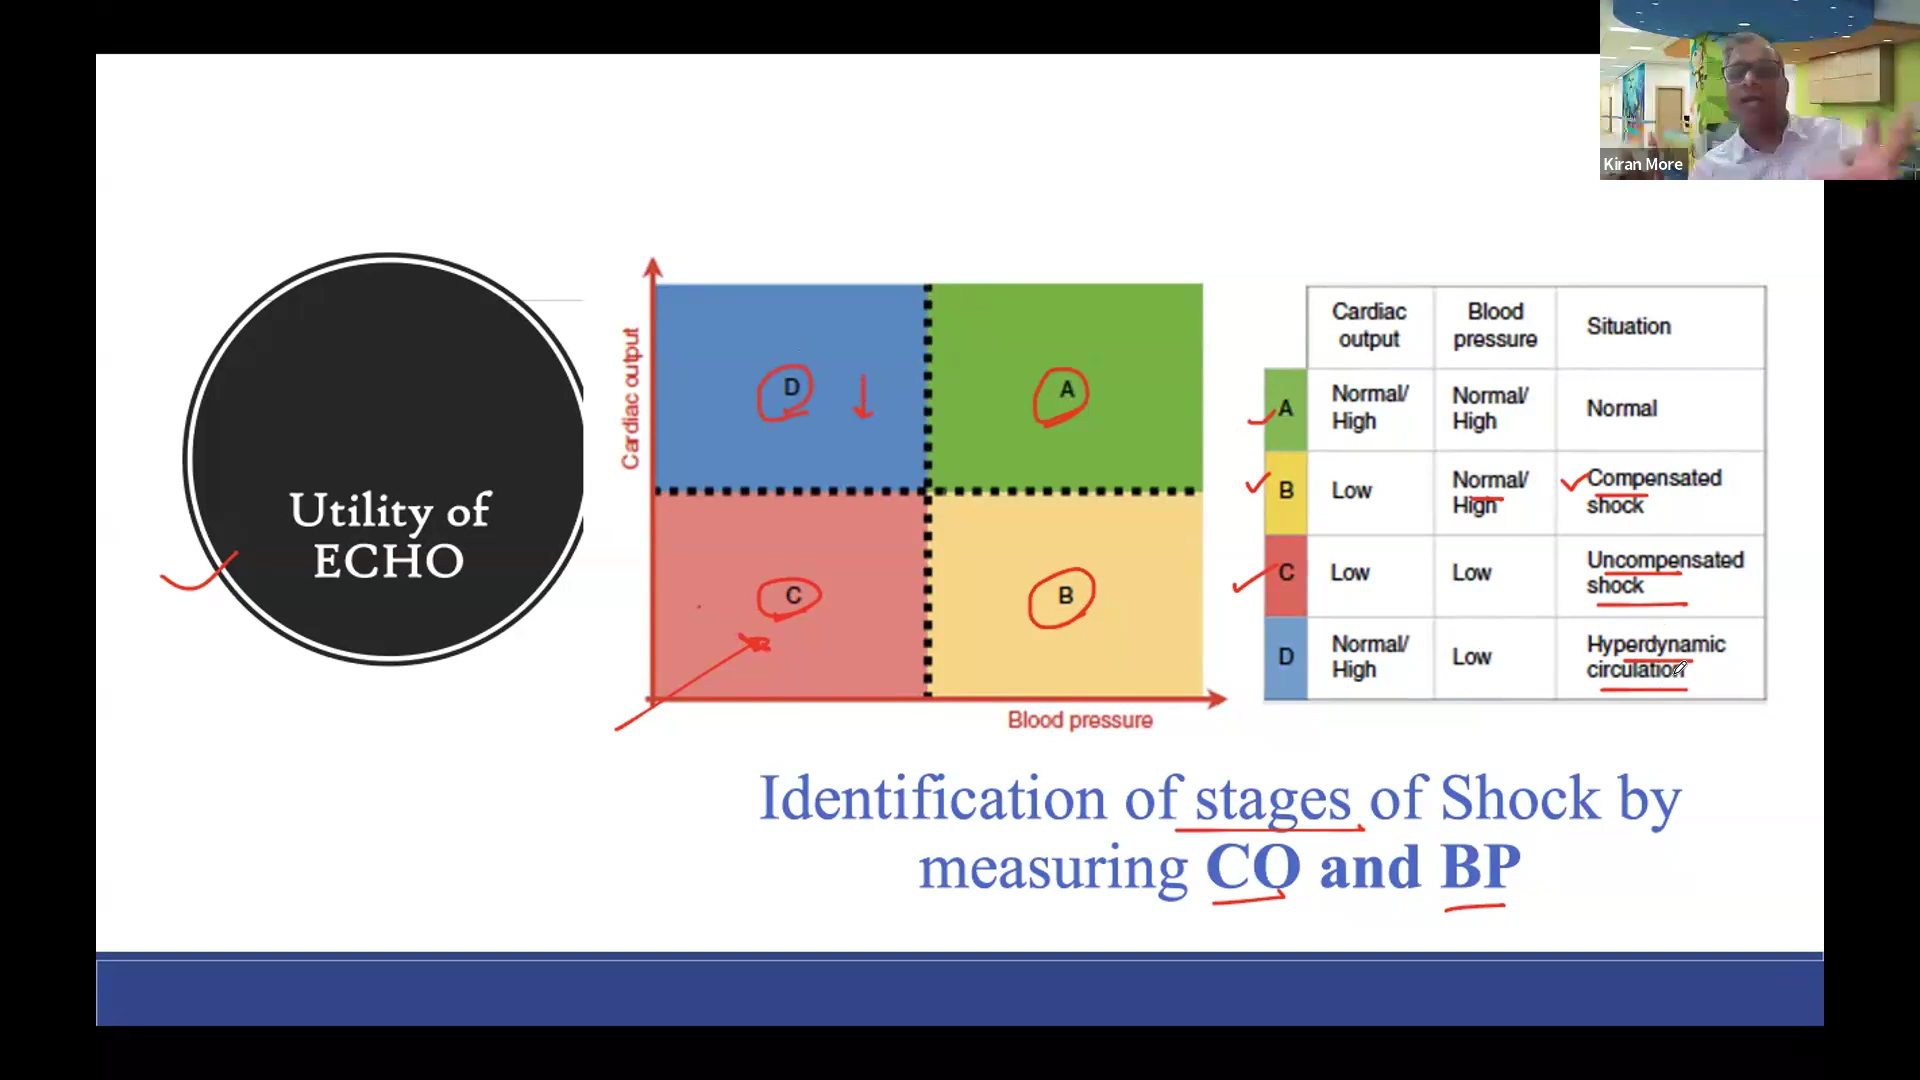 Kiran More
Utility of
ECHO
Cardiac output
D
A
C
B
Blood pressure
Cardiac output
Blood pressure
Situation
A
Normal/ High
Normal/ High
Normal
B
Low
Normal/ High
Compensated shock
C
Low
Low
Uncompensated shock
D
Normal/ High
Low
Hyperdynamic circulation
Identification of stages of Shock by
measuring CO and BP